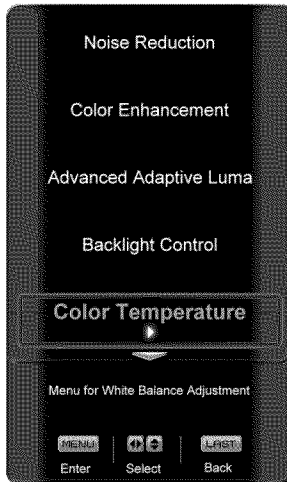 Noise Reduction
Color Enhancement
Advanced Adaptive Luma
Backlight Control
Color Temperature
Menu for White Balance Adjustment
MENU LAST
Enter Select Back